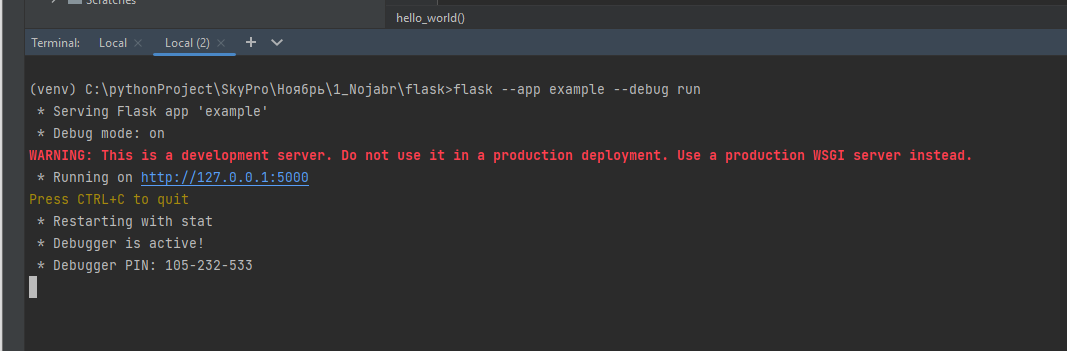 Scratches
hello_world()
Terminal: Local × Local (2) × +
(venv) C:\pythonProject\SkyPro\Ноябрь\1_Nojabr\flask>flask --app example --debug run
* Serving Flask app 'example'
* Debug mode: on
WARNING: This is a development server. Do not use it in a production deployment. Use a production WSGI server instead.
* Running on http://127.0.0.1:5000
Press CTRL+C to quit
* Restarting with stat
* Debugger is active!
* Debugger PIN: 105-232-533